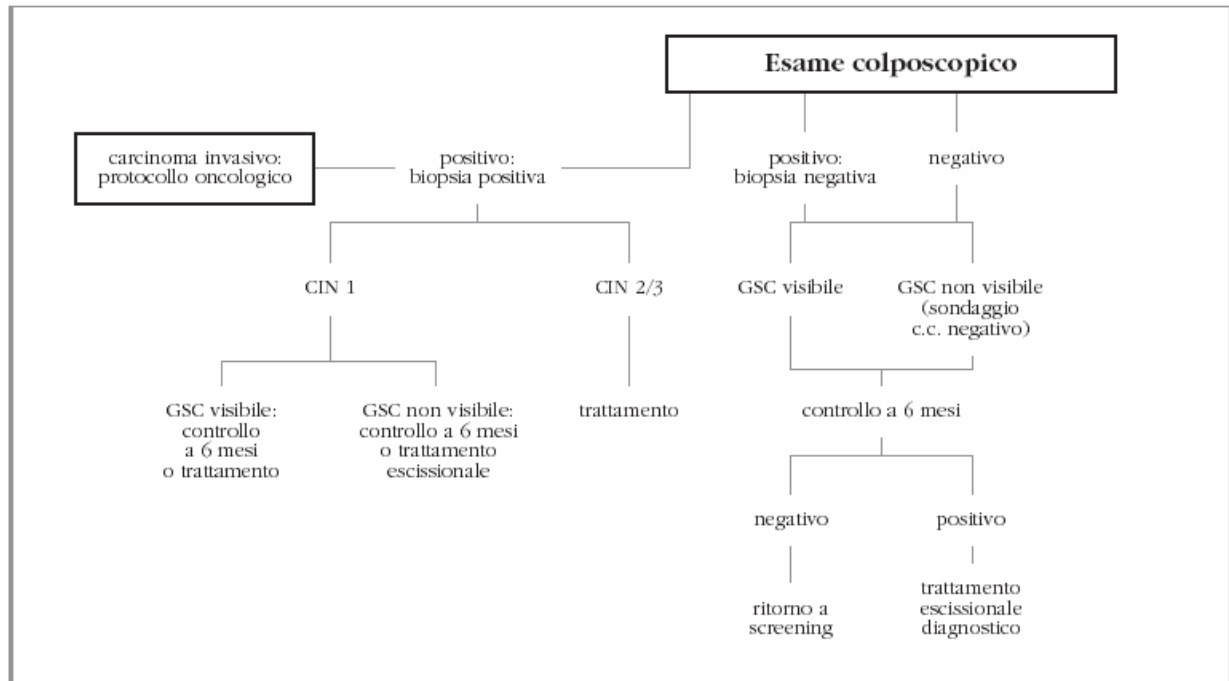 Esame colposcopico
carcinoma invasivo:
protocollo oncologico
positivo:
biopsia positiva
positivo:
biopsia negativa
negativo
CIN 1
CIN 2/3
GSC visibile
GSC non visibile
(sondaggio
c.c. negativo)
GSC visibile:
controllo
a 6 mesi
o trattamento
GSC non visibile:
controllo a 6 mesi
o trattamento
escissionale
trattamento
controllo a 6 mesi
negativo
positivo
ritorno a
screening
trattamento
escissionale
diagnostico